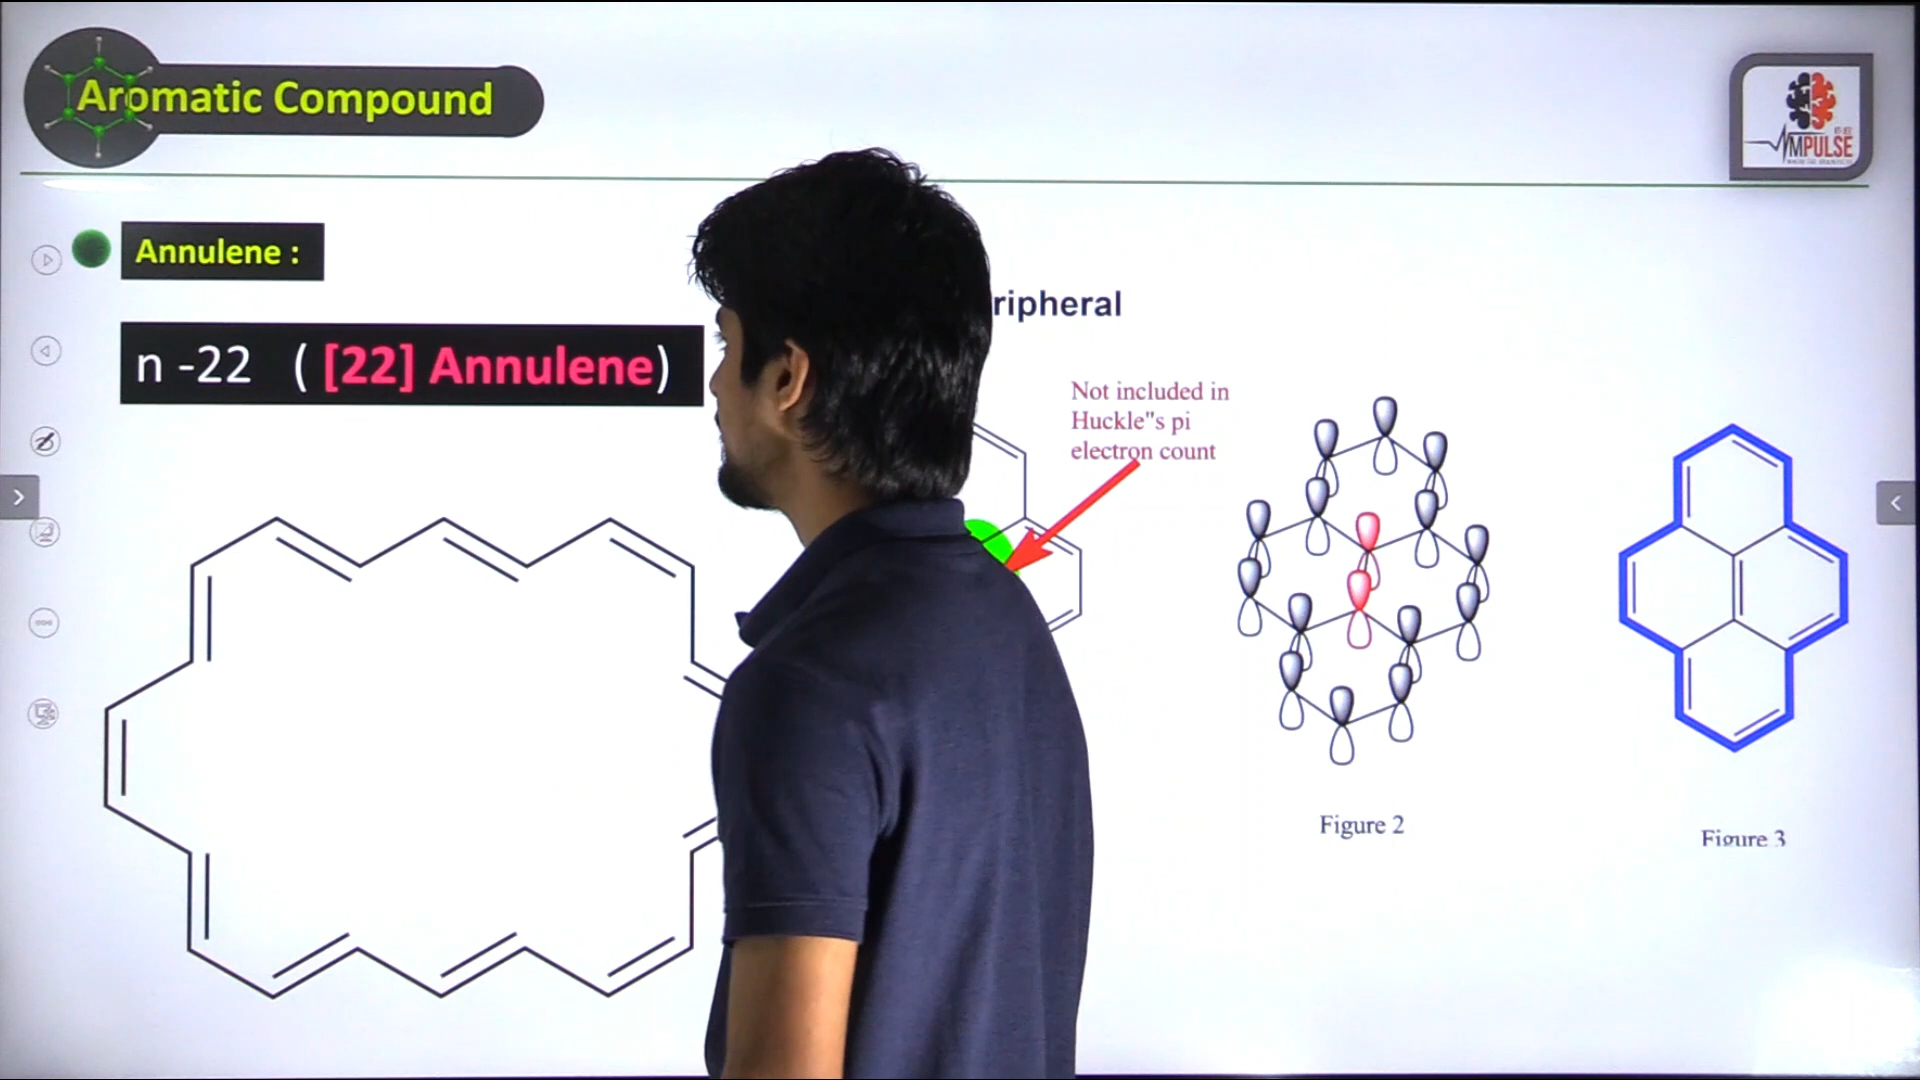 Aromatic Compound
MPULSE
Annulene :
ripheral
n -22 ( [22] Annulene)
Not included in
Huckle"s pi
electron count
Figure 2
Figure 3